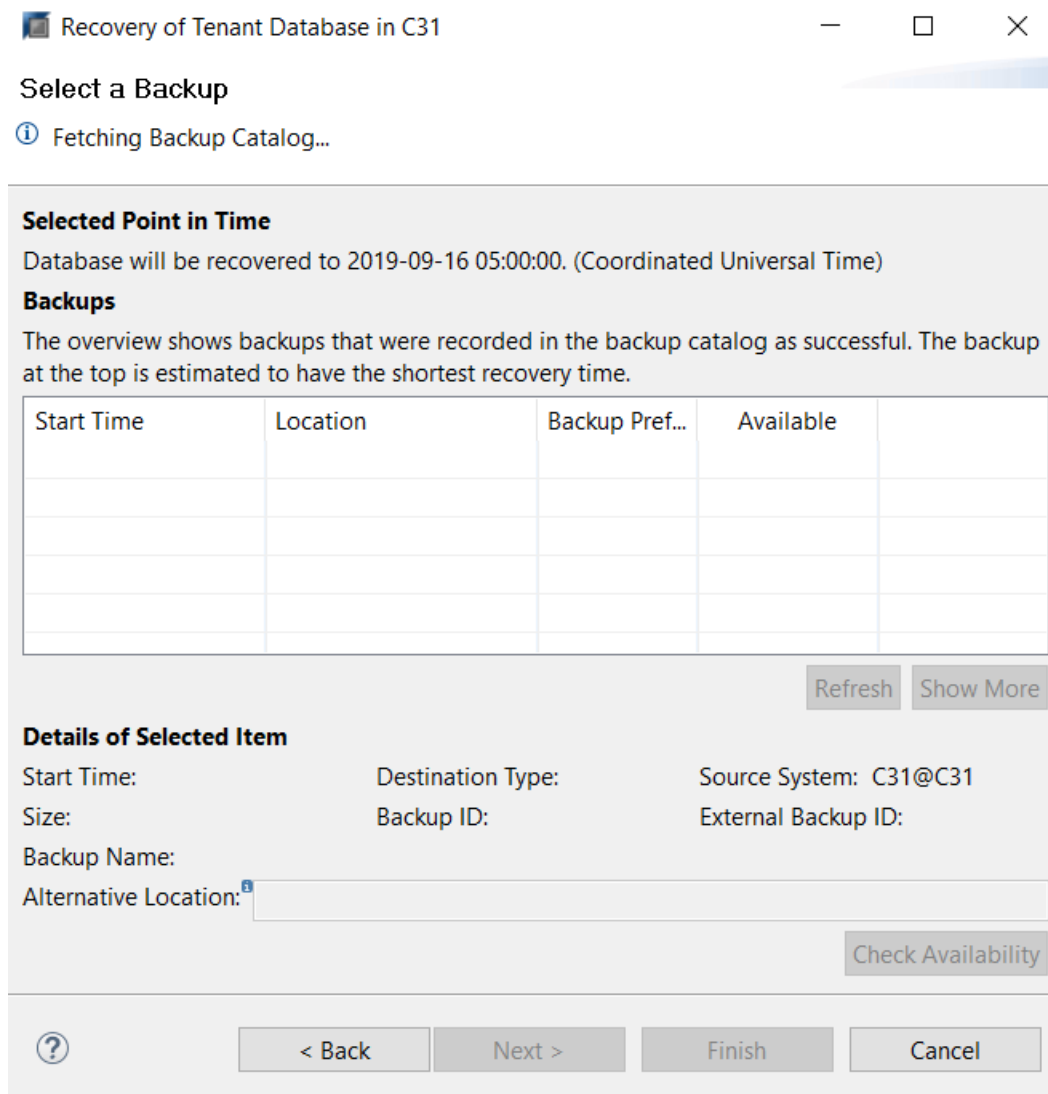 Recovery of Tenant Database in C31
Select a Backup
Fetching Backup Catalog...
Selected Point in Time
Database will be recovered to 2019-09-16 05:00:00. (Coordinated Universal Time)
Backups
The overview shows backups that were recorded in the backup catalog as successful. The backup
at the top is estimated to have the shortest recovery time.
Start Time Location Backup Pref... Available
Refresh Show More
Details of Selected Item
Start Time: Destination Type: Source System: C31@C31
Size: Backup ID: External Backup ID:
Backup Name:
Alternative Location:
Check Availability
? < Back Next > Finish Cancel